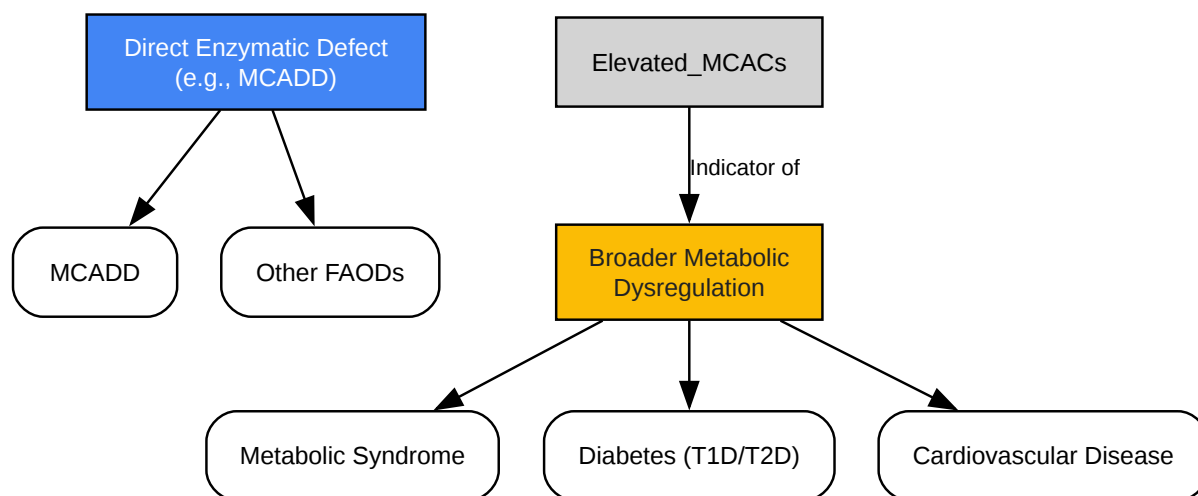 Direct Enzymatic Defect
(e.g., MCADD)
Elevated_MCACs
Indicator of
MCADD
Other FAODs
Broader Metabolic
Dysregulation
Metabolic Syndrome
Diabetes (T1D/T2D)
Cardiovascular Disease